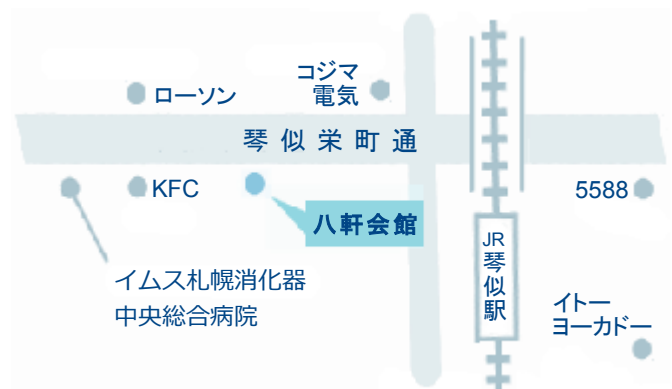 コジマ
電気
ローソン
琴似栄町通
KFC
5588
八軒会館
JR
琴似駅
イムス札幌消化器
中央総合病院
イトー
ヨーカドー